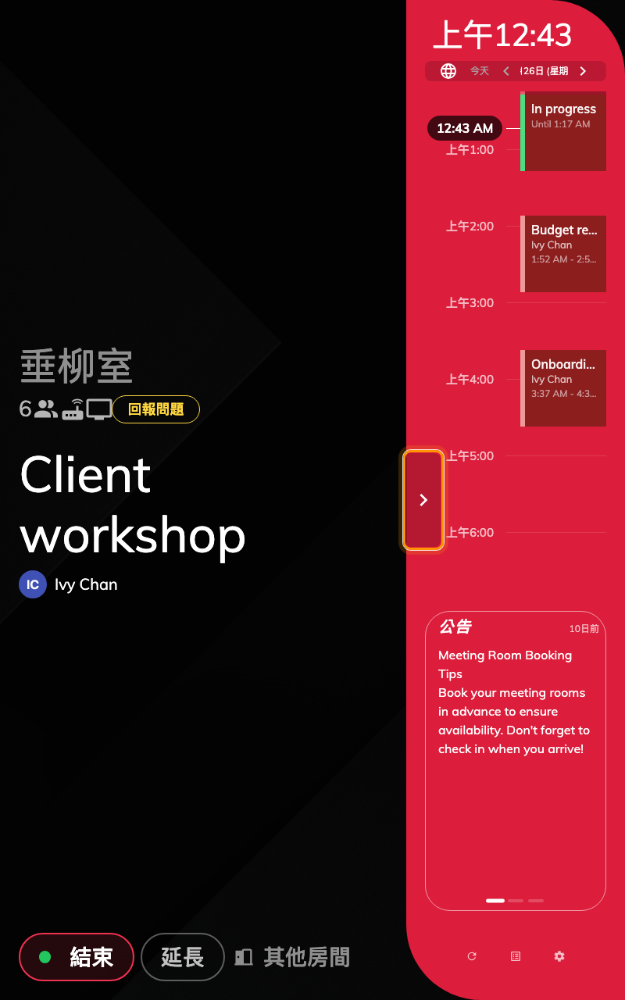 垂柳室
6
回報問題
Client
workshop
IC
Ivy Chan
結束
延長
其他房間
上午12:43
今天
26日 (星期
In progress
Until 1:17 AM
12:43 AM
上午1:00
上午2:00
Budget re...
Ivy Chan
1:52 AM - 2:5...
上午3:00
Onboardi...
Ivy Chan
3:37 AM - 4:3...
上午4:00
上午5:00
上午6:00
公告
10日前
Meeting Room Booking
Tips
Book your meeting rooms
in advance to ensure
availability. Don't forget to
check in when you arrive!